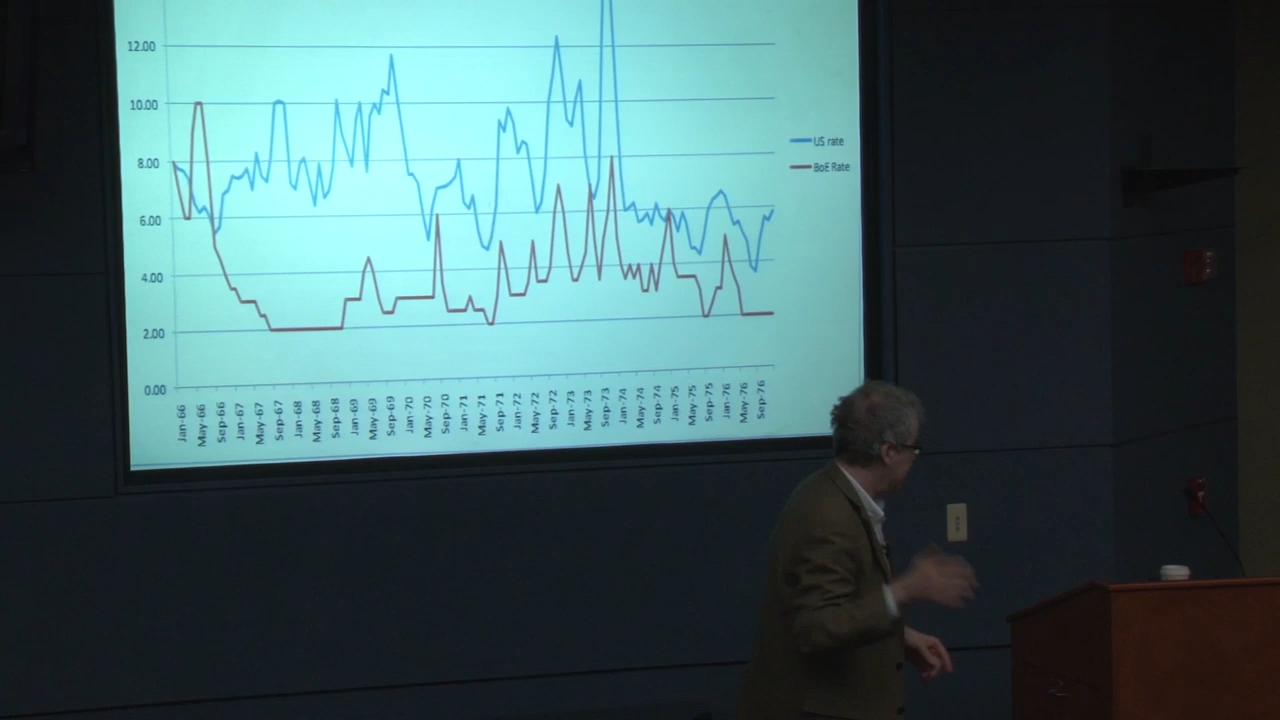 12.00
10.00
8.00
6.00
4.00
2.00
0.00
US rate
BoE Rate
Jan-66
May-66
Sep-66
Jan-67
May-67
Sep-67
Jan-68
May-68
Sep-68
Jan-69
May-69
Sep-69
Jan-70
May-70
Sep-70
Jan-71
May-71
Sep-71
Jan-72
May-72
Sep-72
Jan-73
May-73
Sep-73
Jan-74
May-74
Sep-74
Jan-75
May-75
Sep-75
Jan-76
May-76
Sep-76